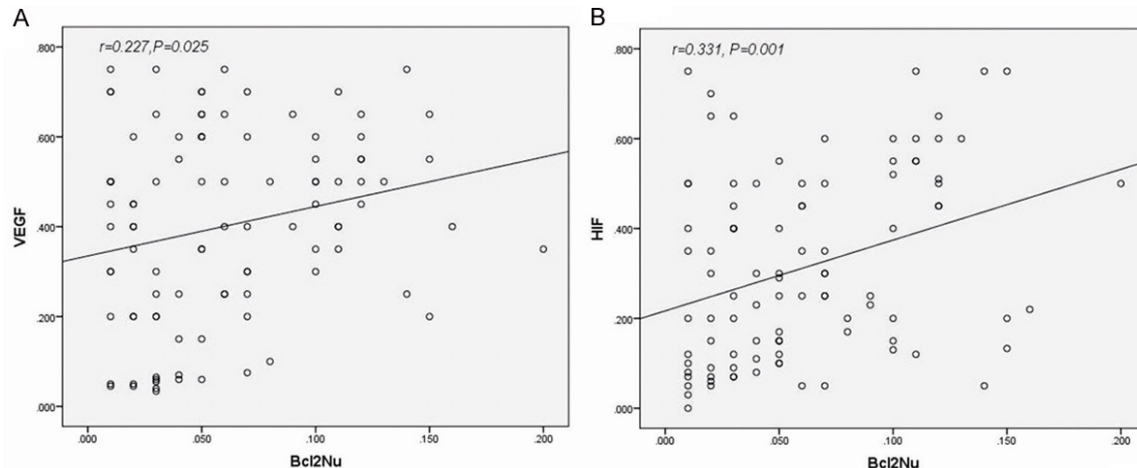 A
r=0.227,P=0.025
.800
.600
.400
.200
.000
VEGF
.000 .050 .100 .150 .200
Bcl2Nu
B
r=0.331, P=0.001
.800
.600
.400
.200
.000
HIF
.000 .050 .100 .150 .200
Bcl2Nu